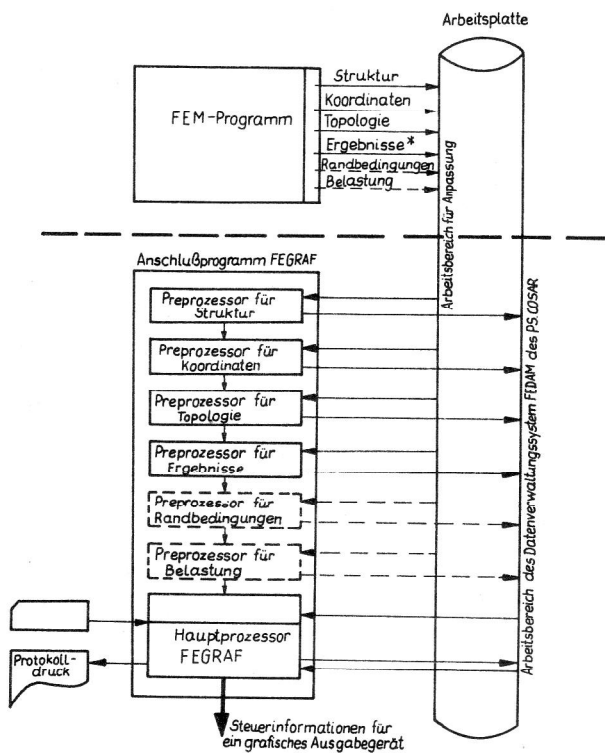 Arbeitsplatte
FEM-Programm
Struktur
Koordinaten
Topologie
Ergebnisse*
Randbedingungen
Belastung
Arbeitsbereich für Anpassung
Anschlußprogramm FEGRAF
Preprozessor für
Struktur
Preprozessor für
Koordinaten
Preprozessor für
Topologie
Preprozessor für
Ergebnisse
Preprozessor für
Randbedingungen
Preprozessor für
Belastung
Hauptprozessor
FEGRAF
Protokoll-
druck
Arbeitsbereich des Datenverwaltungssystem FEDAM des PS.COSAR
Steuerinformationen für
ein grafisches Ausgabegerät